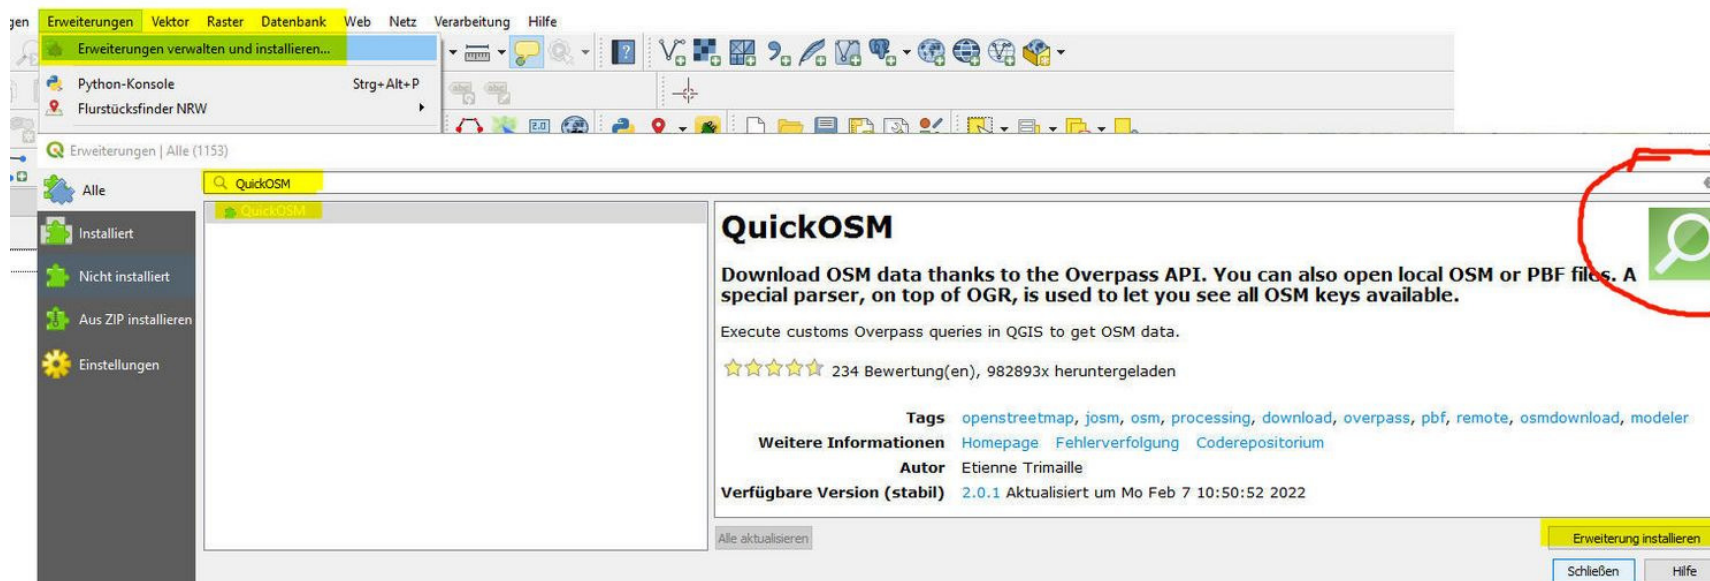 gen Erweiterungen Vektor Raster Datenbank Web Netz Verarbeitung Hilfe
Erweiterungen verwalten und installieren...
Python-Konsole Strg+Alt+P
Flurstücksfinder NRW
Erweiterungen | Alle (1153)
Alle
QuickOSM
QuickOSM
Installiert
Nicht installiert
Aus ZIP installieren
Einstellungen
QuickOSM
Download OSM data thanks to the Overpass API. You can also open local OSM or PBF files. A
special parser, on top of OGR, is used to let you see all OSM keys available.
Execute customs Overpass queries in QGIS to get OSM data.
234 Bewertung(en), 982893x heruntergeladen
Tags openstreetmap, josm, osm, processing, download, overpass, pbf, remote, osmdownload, modeler
Weitere Informationen Homepage Fehlerverfolgung Coderepositorium
Autor Etienne Trimaille
Verfügbare Version (stabil) 2.0.1 Aktualisiert um Mo Feb 7 10:50:52 2022
Alle aktualisieren
Erweiterung installieren
Schließen Hilfe